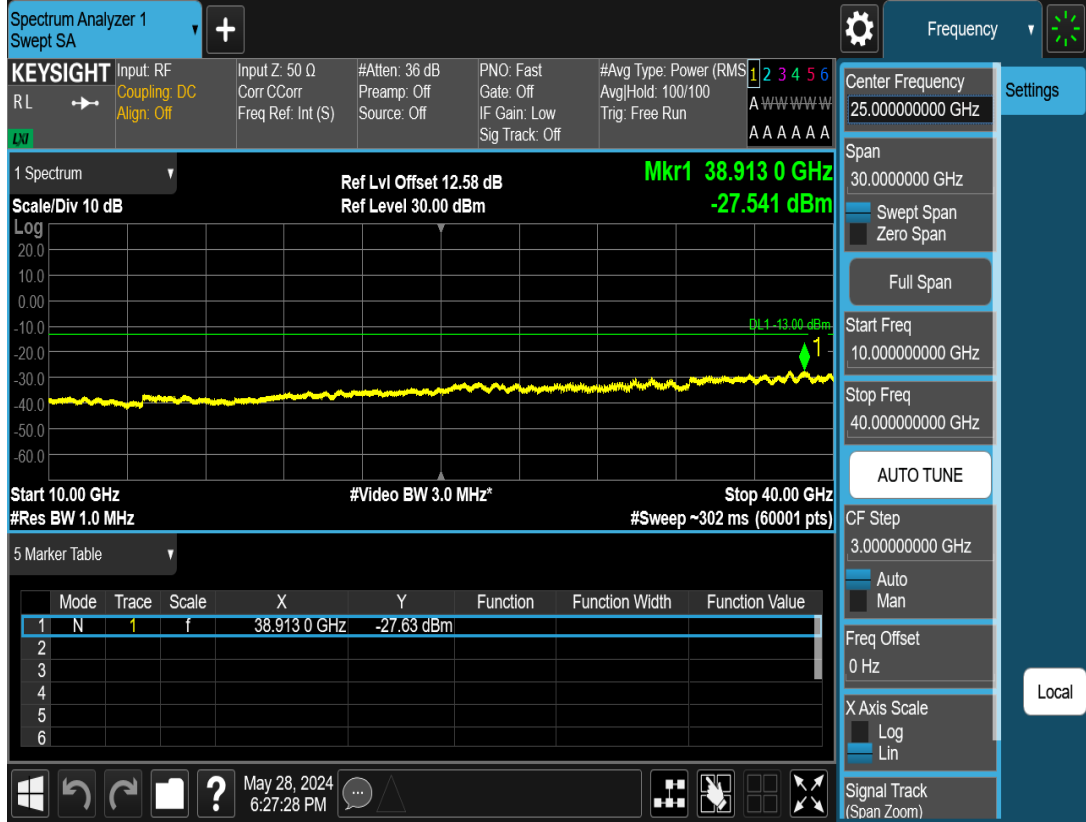 Spectrum Analyzer 1
Swept SA
+
Frequency
KEYSIGHT
RL
LXI
Input: RF
Coupling: DC
Align: Off
Input Z: 50 Ω
Corr CCorr
Freq Ref: Int (S)
#Atten: 36 dB
Preamp: Off
Source: Off
PNO: Fast
Gate: Off
IF Gain: Low
Sig Track: Off
#Avg Type: Power (RMS
Avg|Hold: 100/100
Trig: Free Run
1 2 3 4 5 6
A W W W W W
A A A A A A
1 Spectrum
Scale/Div 10 dB
Ref Lvl Offset 12.58 dB
Ref Level 30.00 dBm
Mkr1 38.913 0 GHz
-27.541 dBm
Log
20.0
10.0
0.00
-10.0
-20.0
-30.0
-40.0
-50.0
-60.0
DL1 -13.00 dBm
1
Start 10.00 GHz
#Video BW 3.0 MHz*
Stop 40.00 GHz
#Res BW 1.0 MHz
#Sweep ~302 ms (60001 pts)
5 Marker Table
Mode Trace Scale X Y Function Function Width Function Value
1 N 1 f 38.913 0 GHz -27.63 dBm
2
3
4
5
6
?
May 28, 2024
6:27:28 PM
Center Frequency
25.000000000 GHz
Settings
Span
30.0000000 GHz
Swept Span
Zero Span
Full Span
Start Freq
10.000000000 GHz
Stop Freq
40.000000000 GHz
AUTO TUNE
CF Step
3.000000000 GHz
Auto
Man
Freq Offset
0 Hz
Local
X Axis Scale
Log
Lin
Signal Track
(Span Zoom)